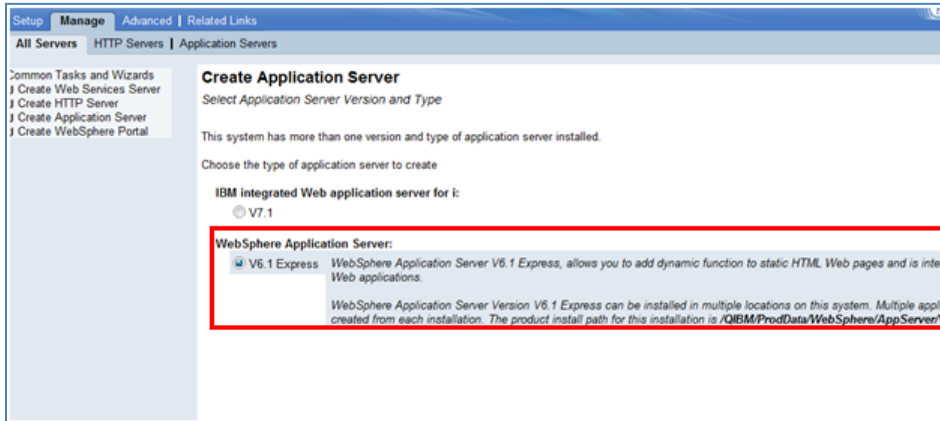 Setup Manage Advanced | Related Links
All Servers HTTP Servers | Application Servers
Common Tasks and Wizards
Create Web Services Server
Create HTTP Server
Create Application Server
Create WebSphere Portal
Create Application Server
Select Application Server Version and Type
This system has more than one version and type of application server installed.
Choose the type of application server to create
IBM integrated Web application server for i:
V7.1
WebSphere Application Server:
V6.1 Express WebSphere Application Server V6.1 Express, allows you to add dynamic function to static HTML Web pages and is inte
Web applications.
WebSphere Application Server Version V6.1 Express can be installed in multiple locations on this system. Multiple appl
created from each installation. The product install path for this installation is /QIBM/ProdData/WebSphere/AppServer/